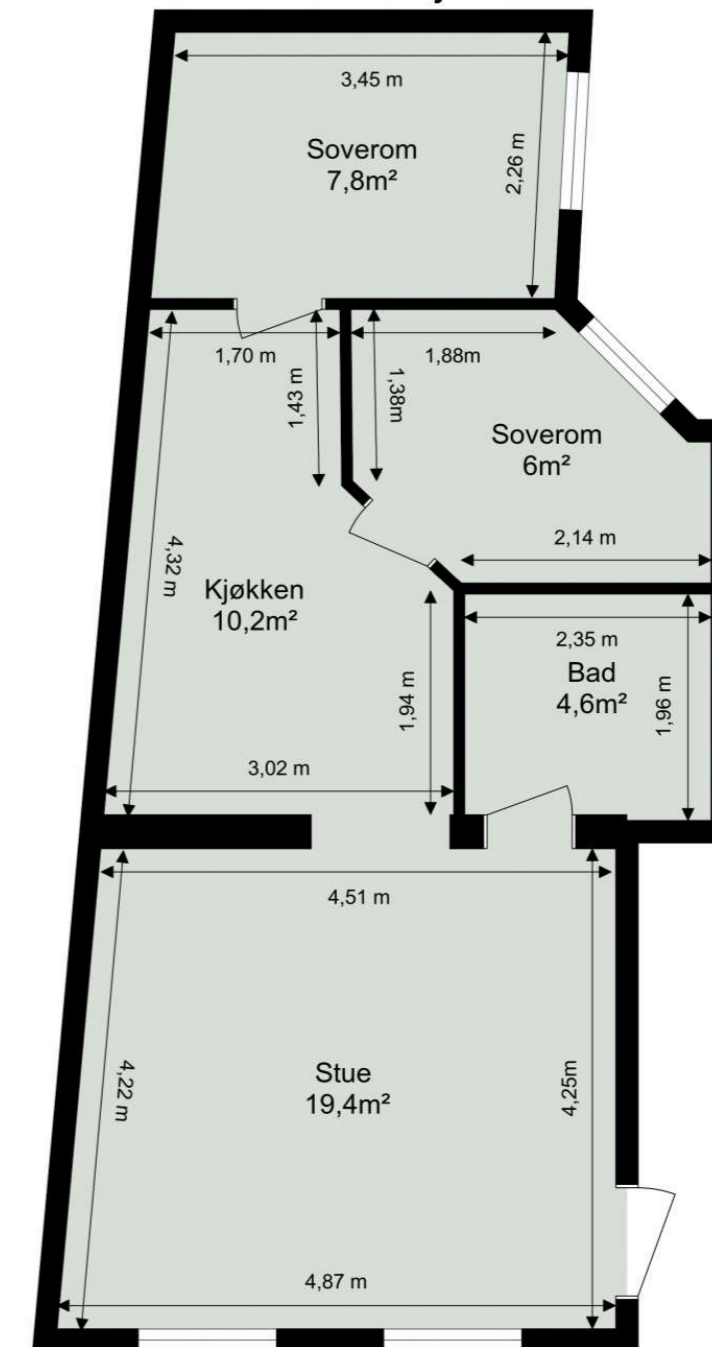 3,45 m
Soverom
7,8m²
2,26 m
1,70 m
1,88m
1,43 m
1,38m
Soverom
6m²
2,14 m
4,32 m
Kjøkken
10,2m²
2,35 m
Bad
4,6m²
1,96 m
1,94 m
3,02 m
4,51 m
4,22 m
Stue
19,4m²
4,25m
4,87 m